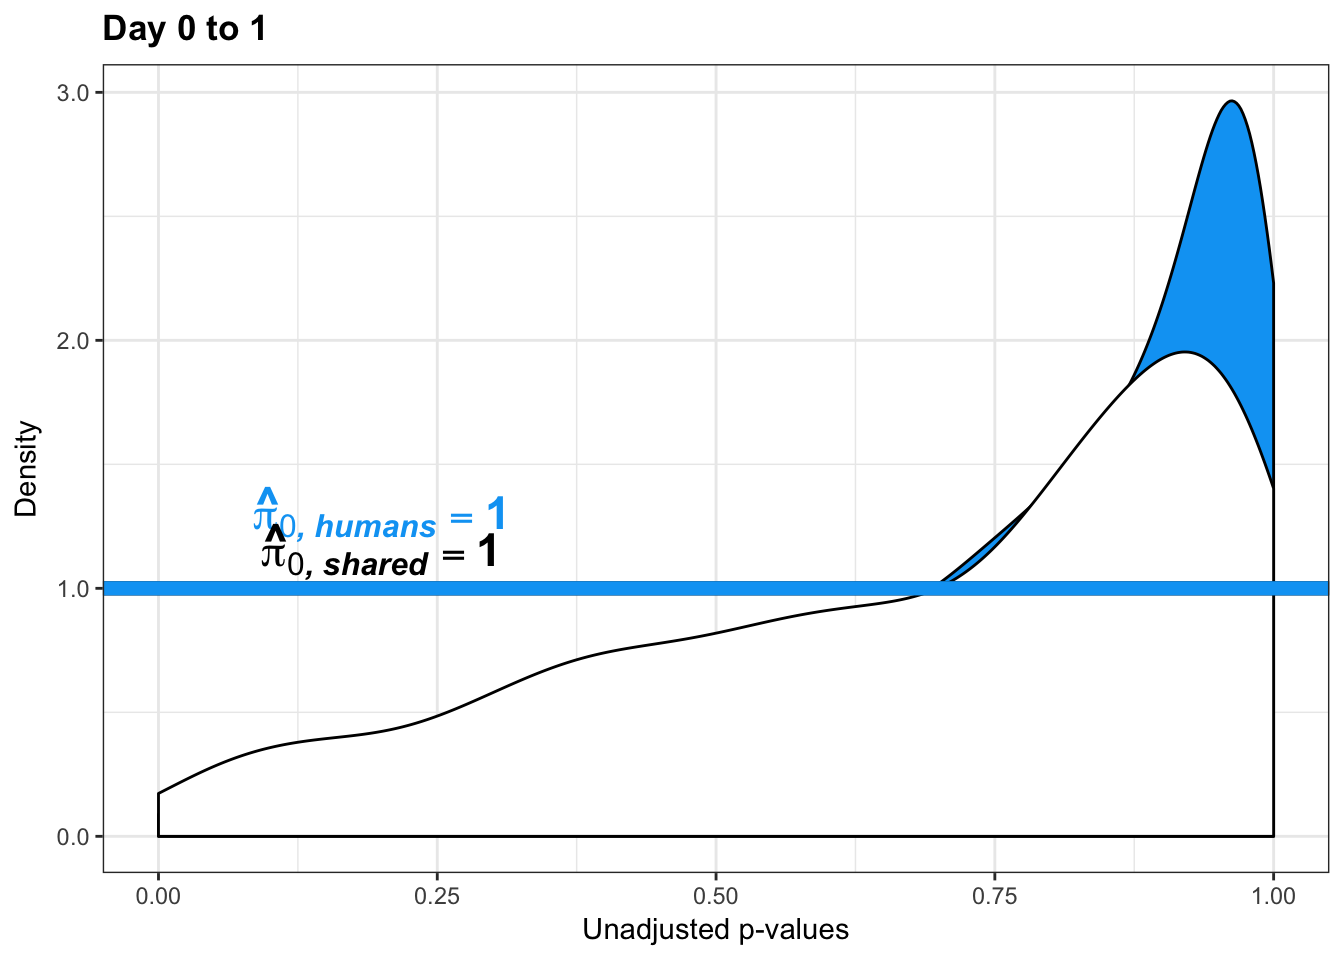 Day 0 to 1
3.0
2.0
1.0
0.0
Density
π̂0, humans = 1
π̂0, shared = 1
0.00 0.25 0.50 0.75 1.00
Unadjusted p-values